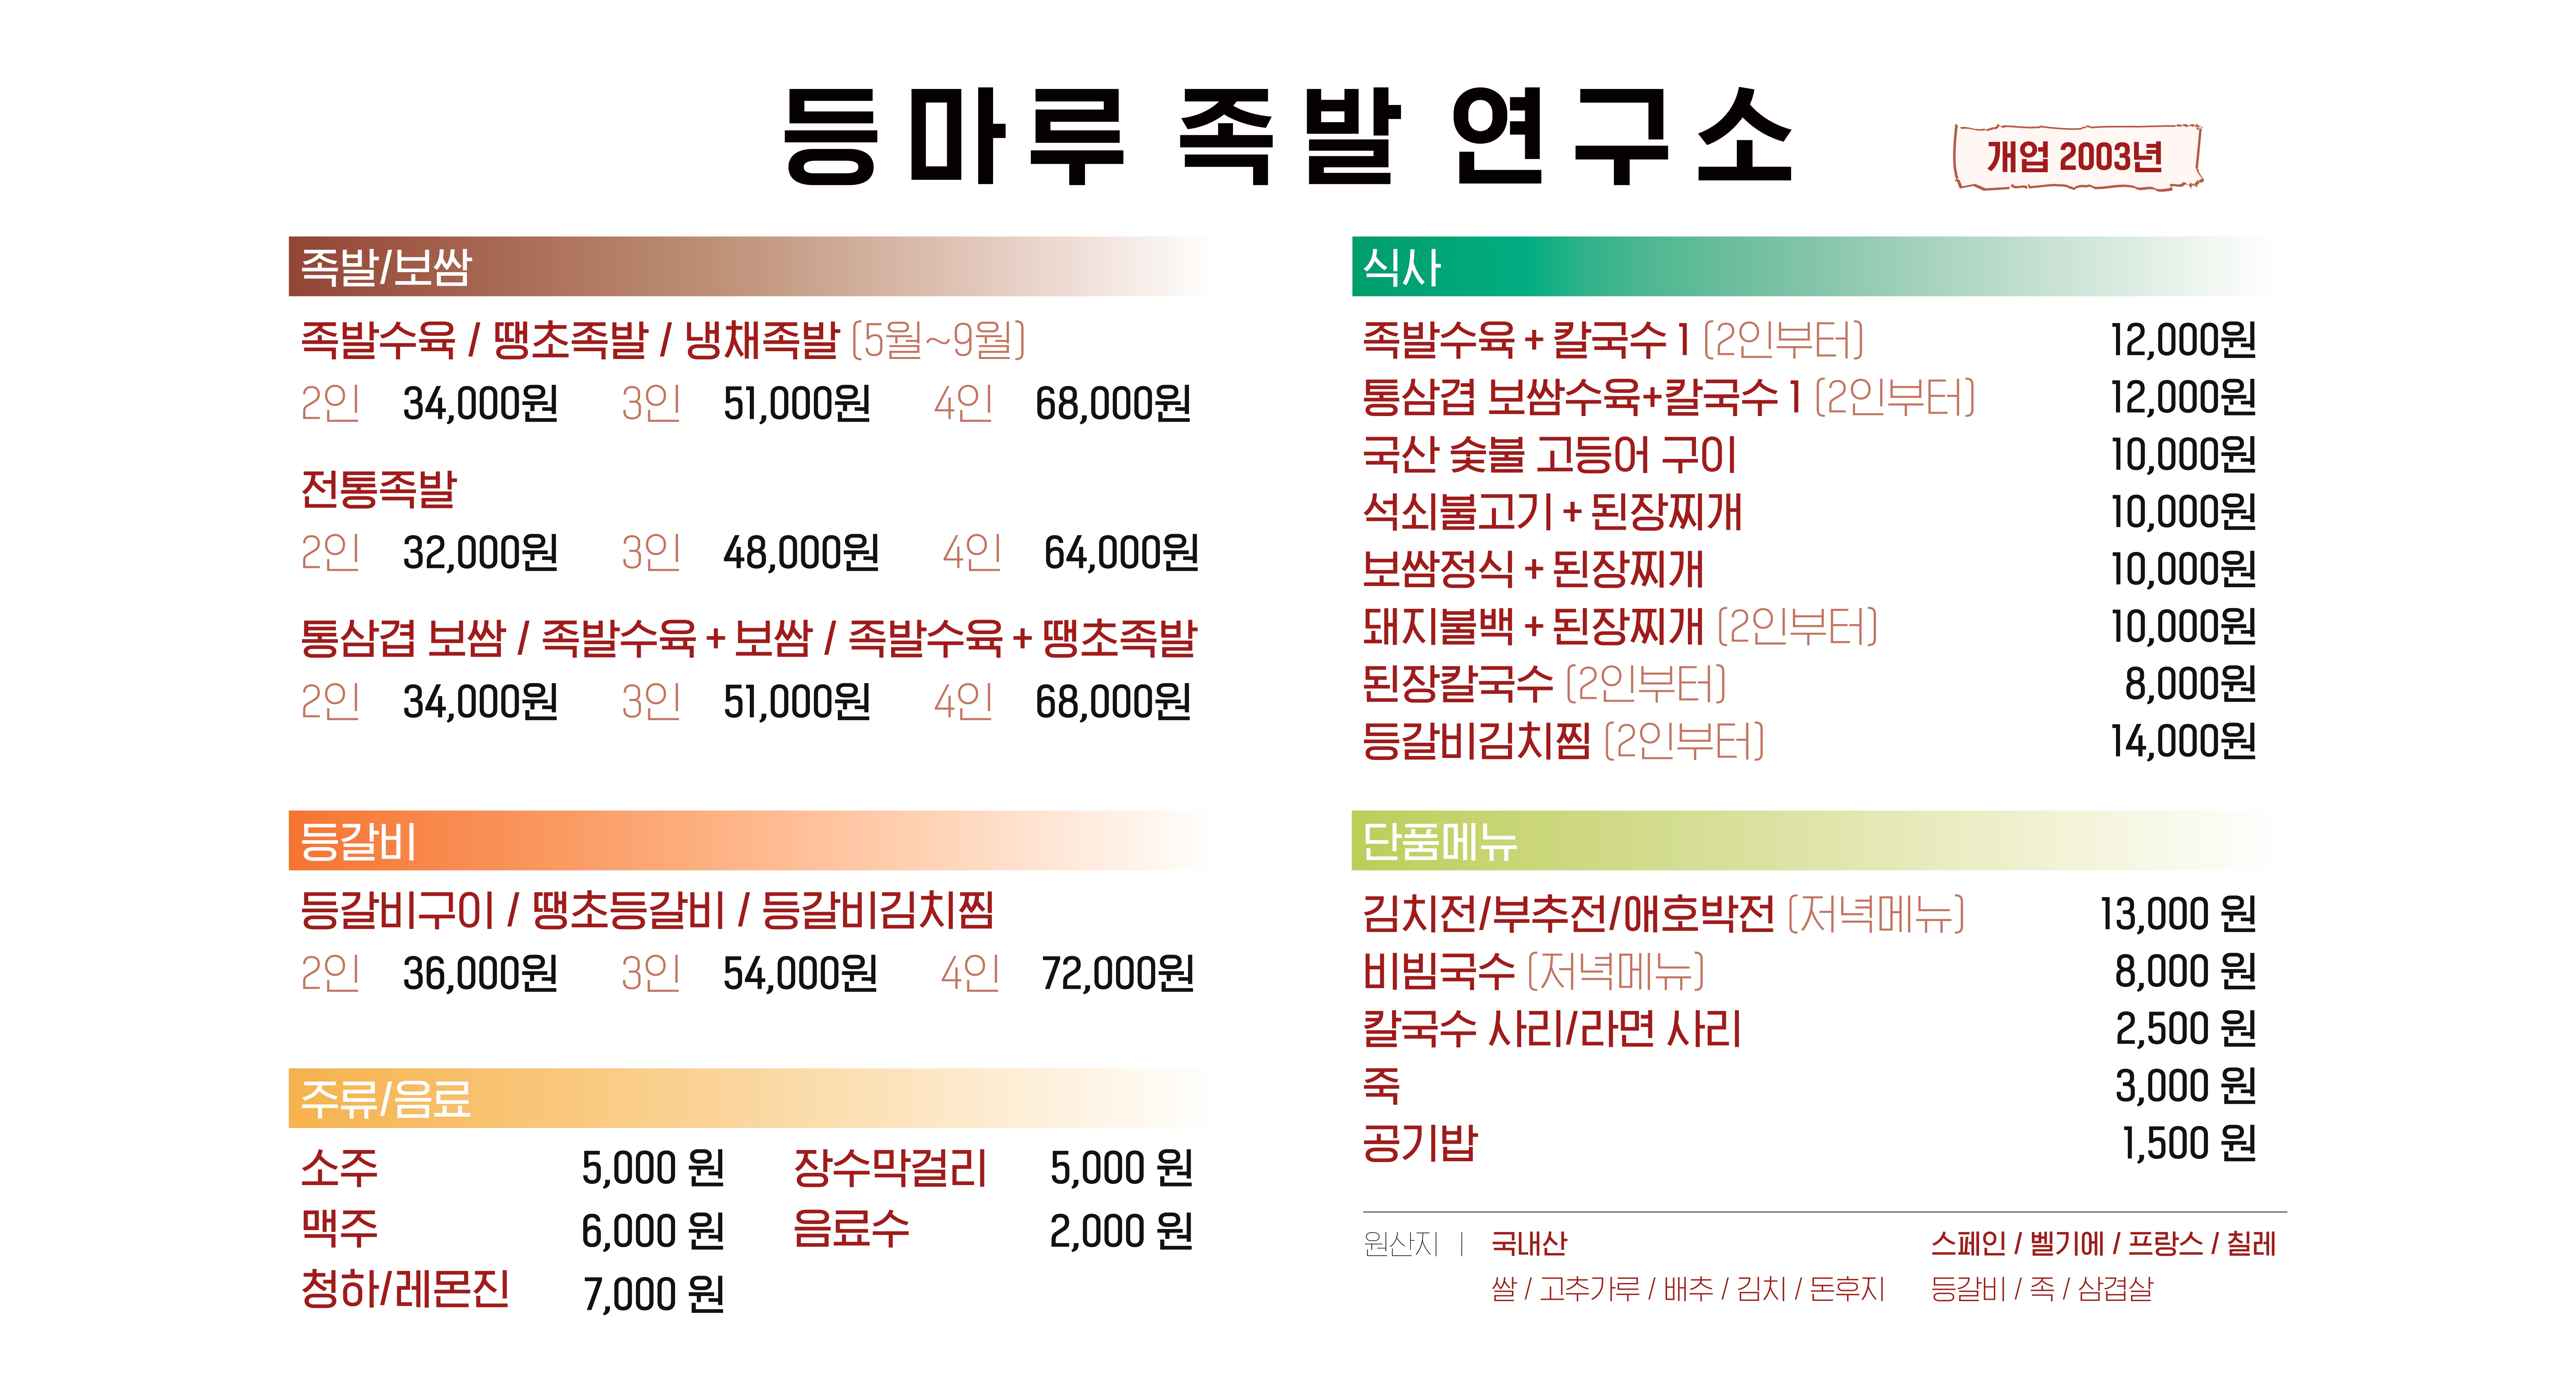 등마루 족발 연구소
개업 2003년
족발/보쌈
족발수육 / 땡초족발 / 냉채족발 (5월~9월)
2인 34,000원 3인 51,000원 4인 68,000원
전통족발
2인 32,000원 3인 48,000원 4인 64,000원
통삼겹 보쌈 / 족발수육 + 보쌈 / 족발수육 + 땡초족발
2인 34,000원 3인 51,000원 4인 68,000원
등갈비
등갈비구이 / 땡초등갈비 / 등갈비김치찜
2인 36,000원 3인 54,000원 4인 72,000원
주류/음료
소주 5,000 원 장수막걸리 5,000 원
맥주 6,000 원 음료수 2,000 원
청하/레몬진 7,000 원
식사
족발수육 + 칼국수 1 (2인부터) 12,000원
통삼겹 보쌈수육+칼국수 1 (2인부터) 12,000원
국산 숯불 고등어 구이 10,000원
석쇠불고기 + 된장찌개 10,000원
보쌈정식 + 된장찌개 10,000원
돼지불백 + 된장찌개 (2인부터) 10,000원
된장칼국수 (2인부터) 8,000원
등갈비김치찜 (2인부터) 14,000원
단품메뉴
김치전/부추전/애호박전 (저녁메뉴) 13,000 원
비빔국수 (저녁메뉴) 8,000 원
칼국수 사리/라면 사리 2,500 원
죽 3,000 원
공기밥 1,500 원
원산지 | 국내산 스페인 / 벨기에 / 프랑스 / 칠레
쌀 / 고추가루 / 배추 / 김치 / 돈후지 등갈비 / 족 / 삼겹살